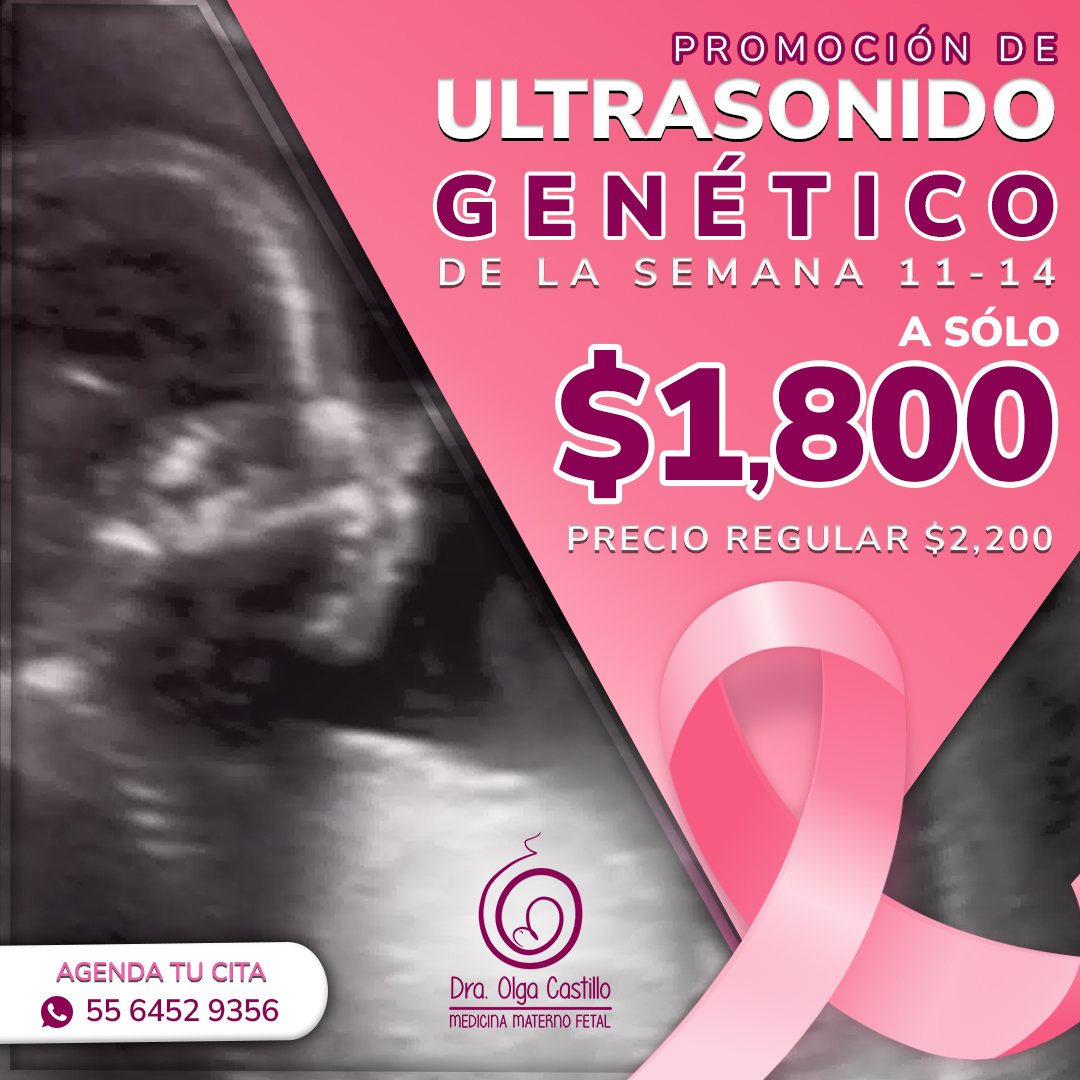 PROMOCIÓN DE
ULTRASONIDO
GENÉTICO
DE LA SEMANA 11-14
A SÓLO
$1,800
PRECIO REGULAR $2,200
Dra. Olga Castillo
MEDICINA MATERNO FETAL
AGENDA TU CITA
55 6452 9356